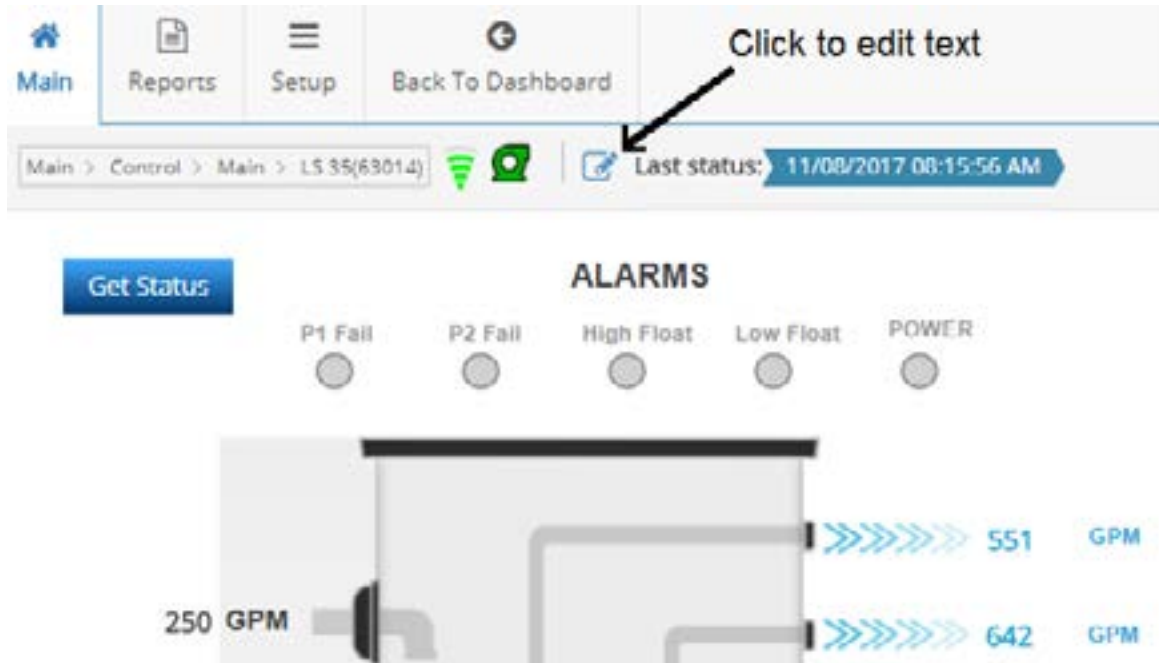 Click to edit text
Main Reports Setup Back To Dashboard
Main > Control > Main > LS 35(63014) Last status: 11/08/2017 08:15:56 AM
Get Status
ALARMS
P1 Fail P2 Fail High Float Low Float POWER
551 GPM
250 GPM
642 GPM